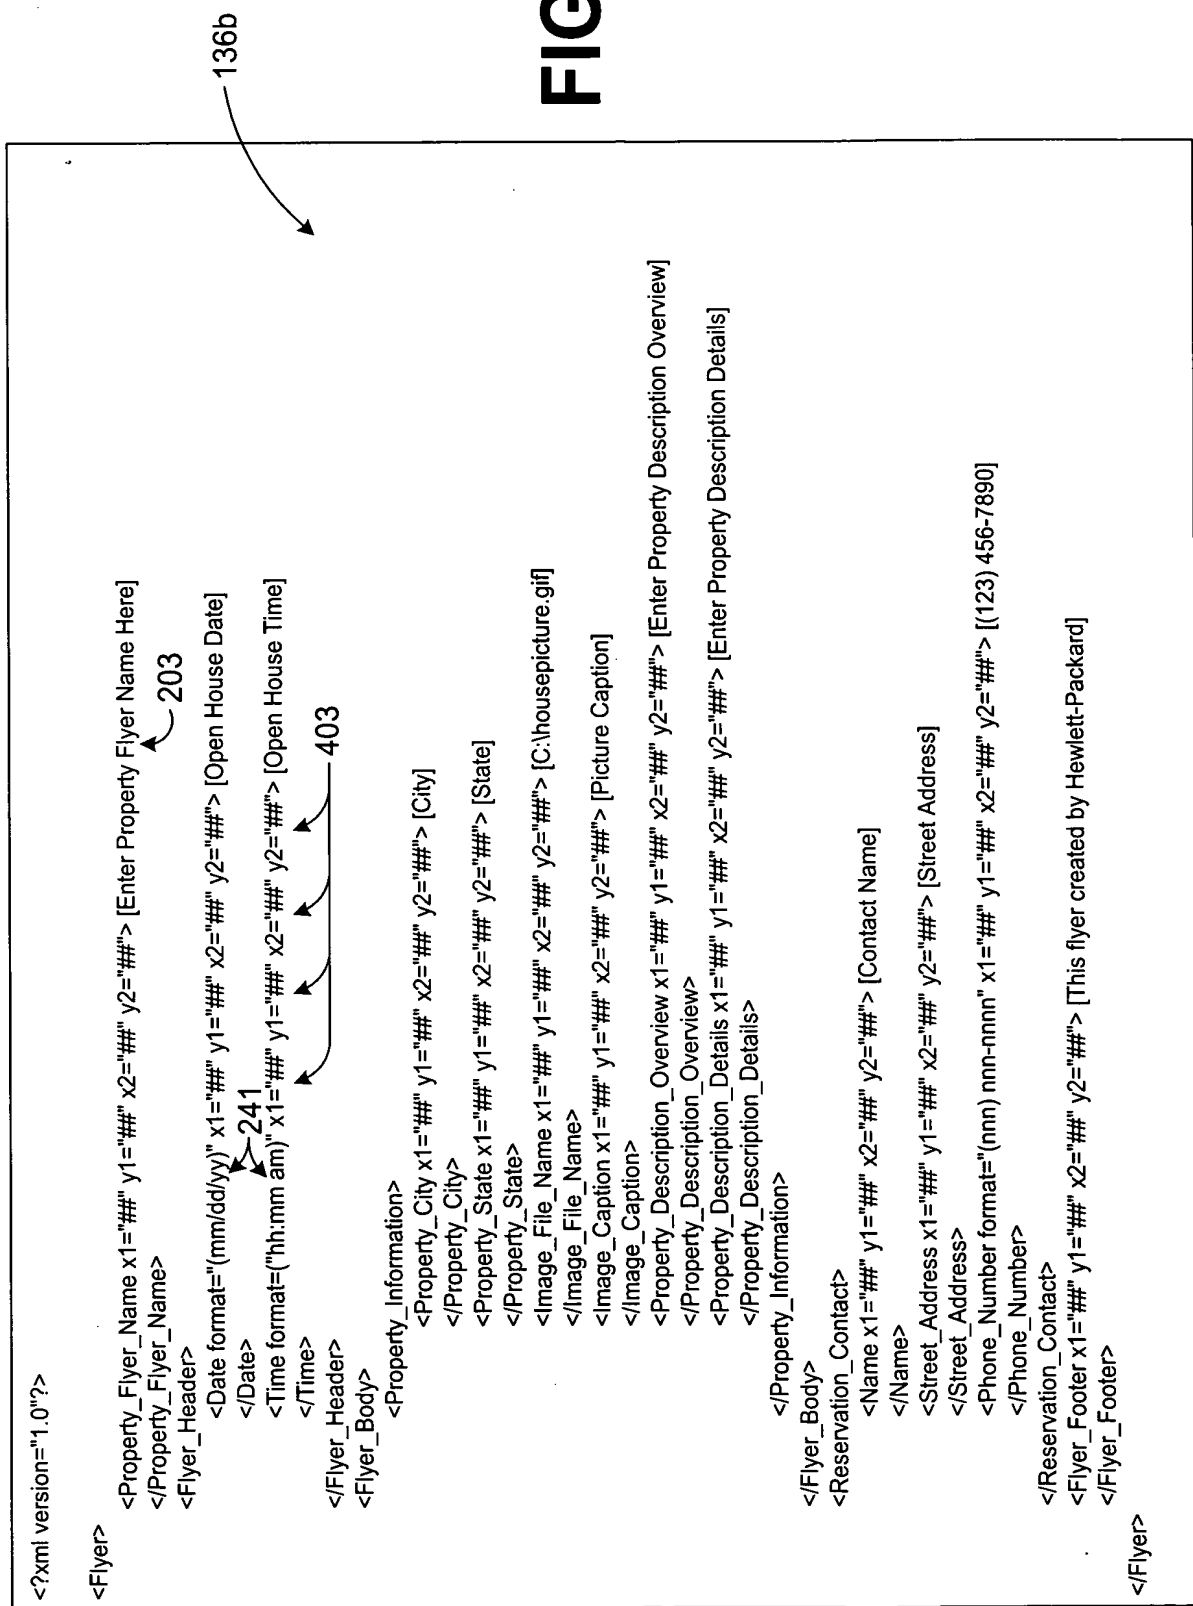 <?xml version="1.0"?>
<Flyer>
<Property_Flyer_Name x1="##" y1="##" x2="##" y2="##"> [Enter Property Flyer Name Here]
</Property_Flyer_Name>
203
<Flyer_Header>
<Date format="(mm/dd/yy)" x1="##" y1="##" x2="##" y2="##"> [Open House Date]
</Date>
241
<Time format=("hh:mm am)" x1="##" y1="##" x2="##" y2="##"> [Open House Time]
</Time>
403
</Flyer_Header>
<Flyer_Body>
<Property_Information>
</Property_City x1="##" y1="##" x2="##" y2="##"> [City]
</Property_City>
<Property_State x1="##" y1="##" x2="##" y2="##"> [State]
</Property_State>
<Image_File_Name x1="##" y1="##" x2="##" y2="##"> [C:\housepicture.gif]
</Image_File_Name>
<Image_Caption x1="##" y1="##" x2="##" y2="##"> [Picture Caption]
</Image_Caption>
<Property_Description_Overview x1="##" y1="##" x2="##" y2="##"> [Enter Property Description Overview]
</Property_Description_Overview>
<Property_Description_Details x1="##" y1="##" x2="##" y2="##"> [Enter Property Description Details]
</Property_Description_Details>
</Property_Information>
</Flyer_Body>
<Reservation_Contact>
<Name x1="##" y1="##" x2="##" y2="##"> [Contact Name]
</Name>
<Street_Address x1="##" y1="##" x2="##" y2="##"> [Street Address]
</Street_Address>
<Phone_Number format="(nnn) nnn-nnnn" x1="##" y1="##" x2="##" y2="##"> [(123) 456-7890]
</Phone_Number>
</Reservation_Contact>
<Flyer_Footer x1="##" y1="##" x2="##" y2="##"> [This flyer created by Hewlett-Packard]
</Flyer_Footer>
</Flyer>
136b
FIG